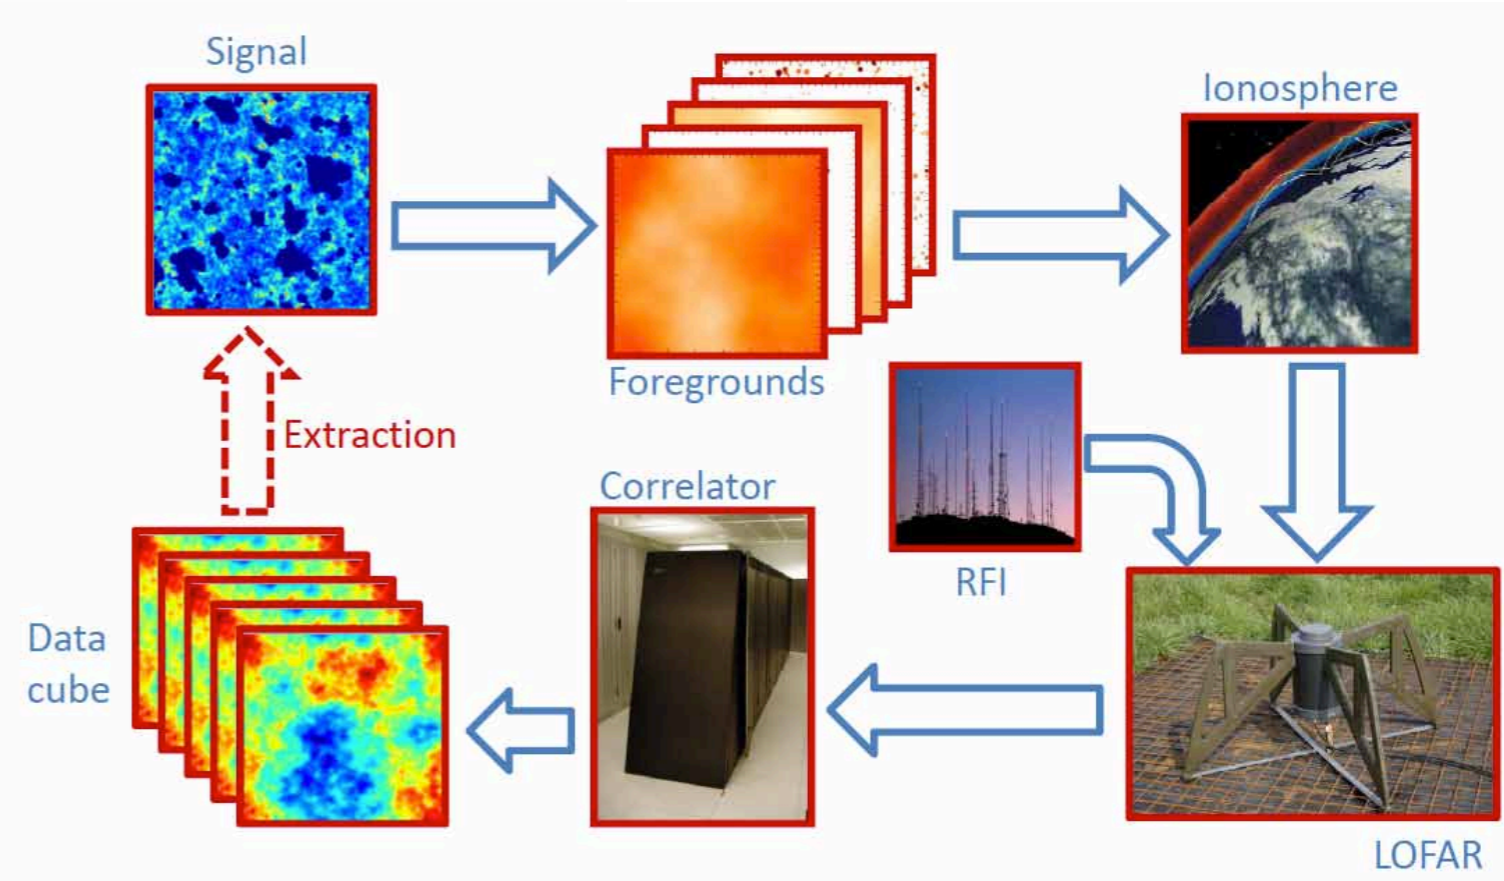 Signal
Ionosphere
Foregrounds
Extraction
Correlator
RFI
Data
cube
LOFAR